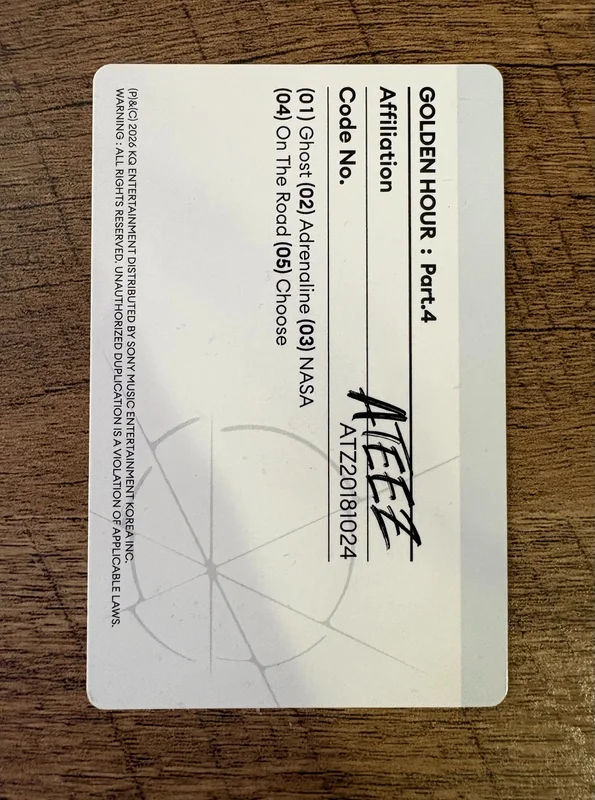 GOLDEN HOUR : Part.4
Affiliation ATEEZ
Code No. ATZ20181024
(01) Ghost (02) Adrenaline (03) NASA
(04) On The Road (05) Choose
(P)&(C) 2026 KQ ENTERTAINMENT DISTRIBUTED BY SONY MUSIC ENTERTAINMENT KOREA INC.
WARNING : ALL RIGHTS RESERVED. UNAUTHORIZED DUPLICATION IS A VIOLATION OF APPLICABLE LAWS.